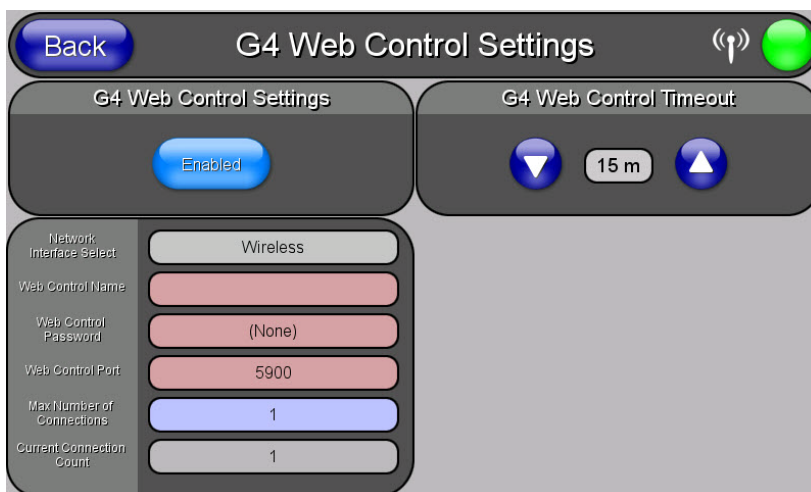 Back
G4 Web Control Settings
G4 Web Control Settings
Enabled
G4 Web Control Timeout
15 m
Network
Interface Select
Wireless
Web Control Name
Web Control
Password
(None)
Web Control Port
5900
Max Number of
Connections
1
Current Connection
Count
1